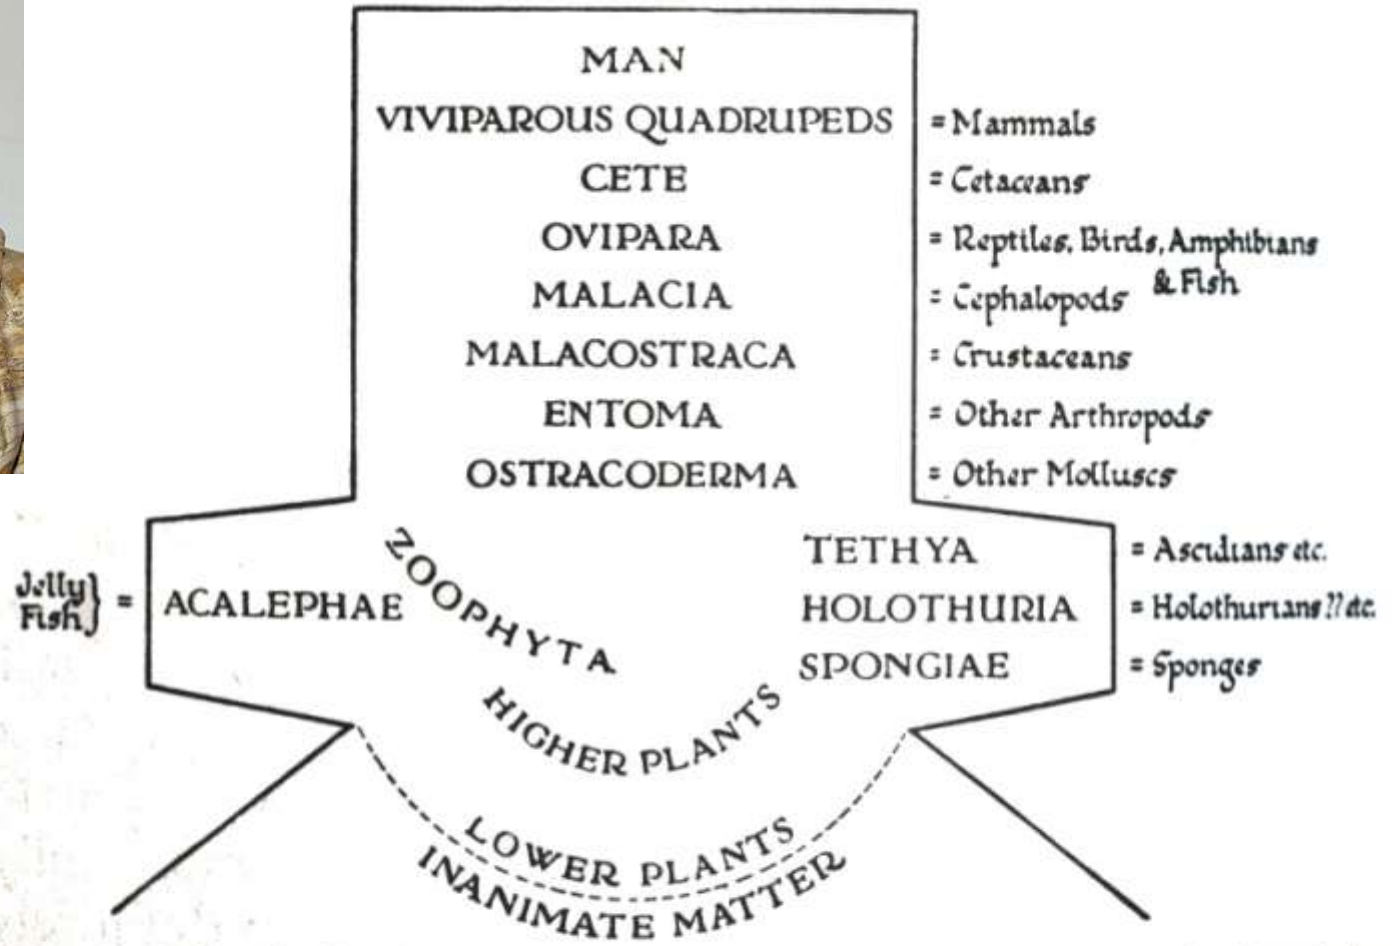 MAN
VIVIPAROUS QUADRUPEDS = Mammals
CETE = Cetaceans
OVIPARA = Reptiles, Birds, Amphibians
& Fish
MALACIA = Cephalopods
MALACOSTRACA = Crustaceans
ENTOMA = Other Arthropods
OSTRACODERMA = Other Molluscs
ZOOPHYTA
TETHYA = Ascidians etc.
Jelly
Fish } = ACALEPHAE
HOLOTHURIA = Holothurians?? etc.
SPONGIAE = Sponges
HIGHER PLANTS
LOWER PLANTS
INANIMATE MATTER